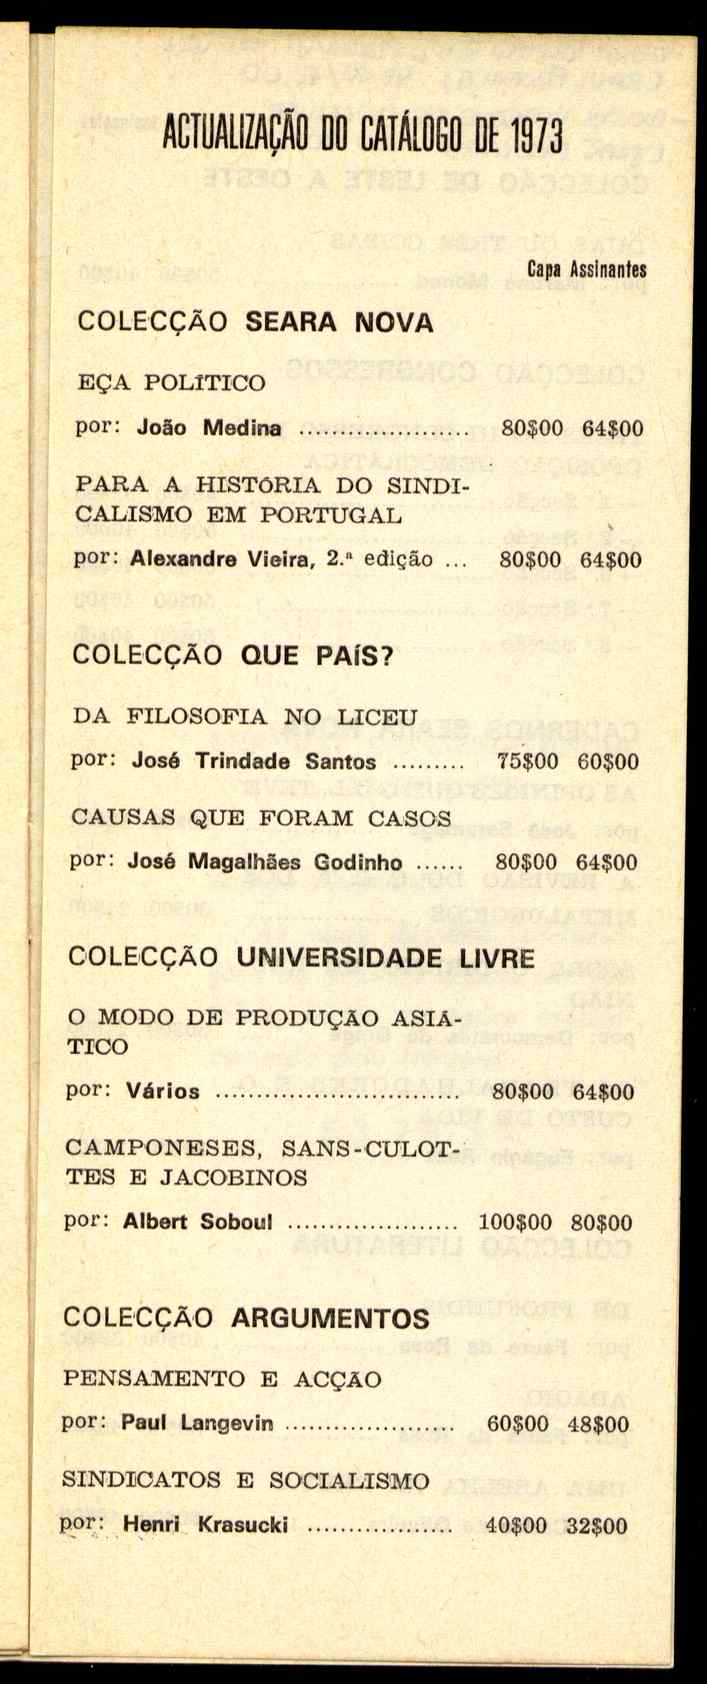 ACTUALIZAÇÃO DO CATÁLOGO DE 1973
Capa Assinantes
COLECÇÃO SEARA NOVA
EÇA POLÍTICO
por: João Medina ..................... 80$00 64$00
PARA A HISTÓRIA DO SINDI-
CALISMO EM PORTUGAL
por: Alexandre Vieira, 2.ª edição ... 80$00 64$00
COLECÇÃO QUE PAÍS?
DA FILOSOFIA NO LICEU
por: José Trindade Santos ......... 75$00 60$00
CAUSAS QUE FORAM CASOS
por: José Magalhães Godinho ...... 80$00 64$00
COLECÇÃO UNIVERSIDADE LIVRE
O MODO DE PRODUÇÃO ASIÁ-
TICO
por: Vários .............................. 80$00 64$00
CAMPONESES, SANS-CULOT-
TES E JACOBINOS
por: Albert Soboul ..................... 100$00 80$00
COLECÇÃO ARGUMENTOS
PENSAMENTO E ACÇÃO
por: Paul Langevin ..................... 60$00 48$00
SINDICATOS E SOCIALISMO
por: Henri Krasucki .................. 40$00 32$00